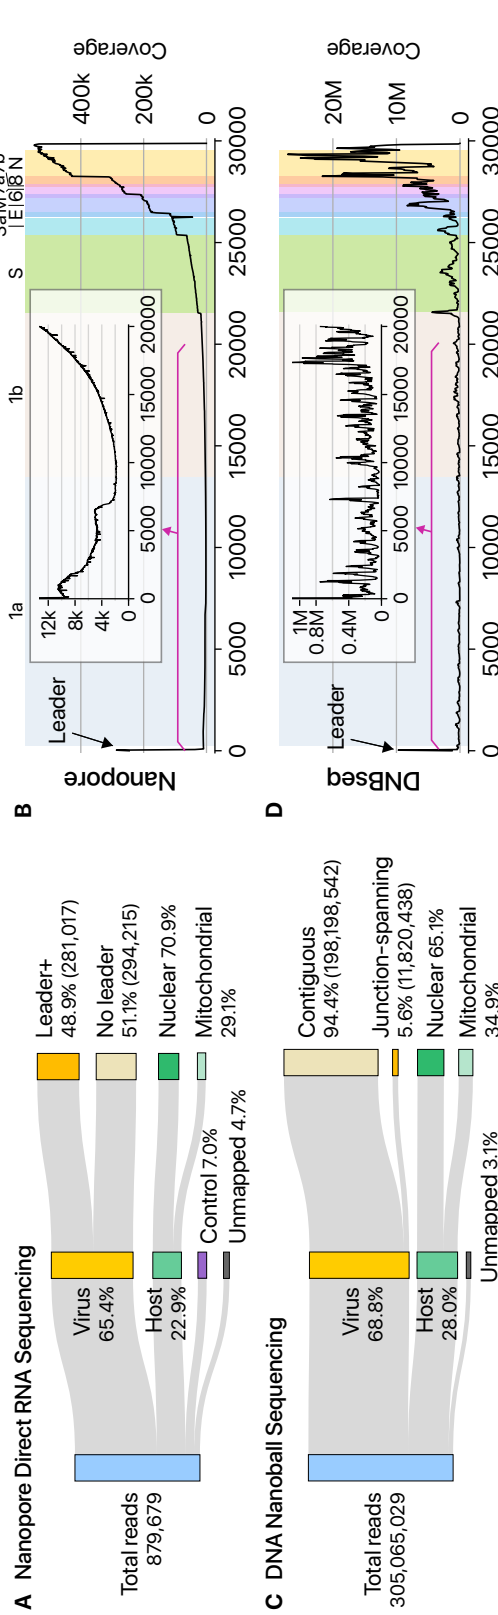 A Nanopore Direct RNA Sequencing
Total reads
879,679
Virus
65.4%
Host
22.9%
Control 7.0%
Unmapped 4.7%
Leader+
48.9% (281,017)
No leader
51.1% (294,215)
Nuclear 70.9%
Mitochondrial
29.1%
B
Nanopore
1a
1b
S
E
6
8
N
Leader
12k
8k
4k
0
0
5000
10000
15000
20000
Coverage
400k
200k
0
0
5000
10000
15000
20000
25000
30000
C DNA Nanoball Sequencing
Total reads
305,065,029
Virus
68.8%
Host
28.0%
Unmapped 3.1%
Contiguous
94.4% (198,198,542)
Junction-spanning
5.6% (11,820,438)
Nuclear 65.1%
Mitochondrial
34.9%
D
DNBseq
Leader
1M
0.8M
0.4M
0
0
5000
10000
15000
20000
Coverage
20M
10M
0
0
5000
10000
15000
20000
25000
30000